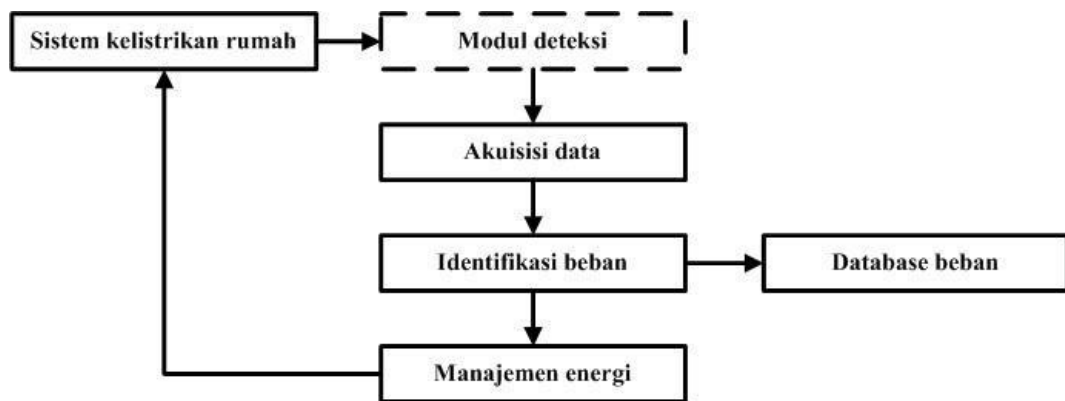 Sistem kelistrikan rumah
Modul deteksi
Akuisisi data
Identifikasi beban
Database beban
Manajemen energi